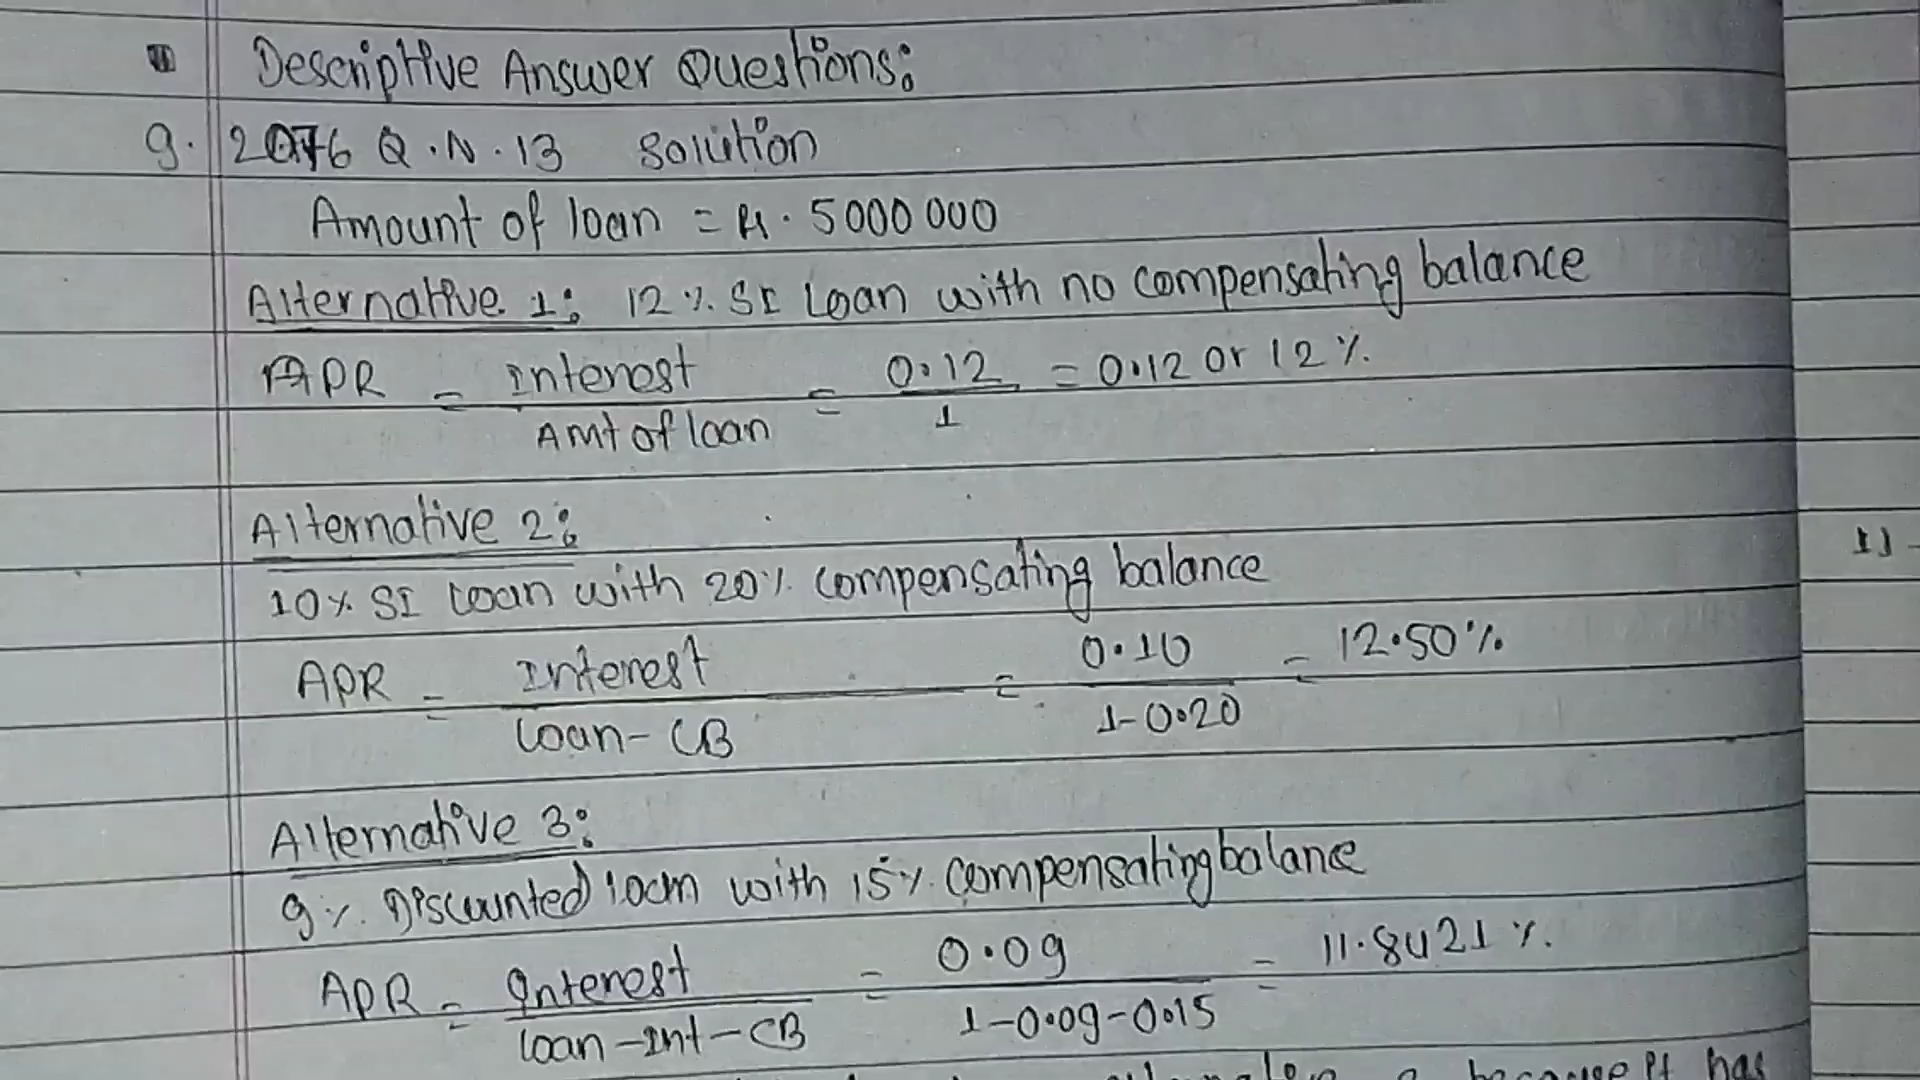 Descriptive Answer Questions:
9. 2076 Q.N.13 Solution
Amount of loan = Rs. 5000000
Alternative 1: 12% SI Loan with no compensating balance
APR = Interest / Amt of loan = 0.12 / 1 = 0.12 or 12%
Alternative 2:
10% SI Loan with 20% compensating balance
APR = Interest / Loan - CB = 0.10 / 1-0.20 = 12.50%
Alternative 3:
9% Discounted loan with 15% compensating balance
APR = Interest / loan - Int - CB = 0.09 / 1-0.09-0.15 = 11.8421%
because it has
11-